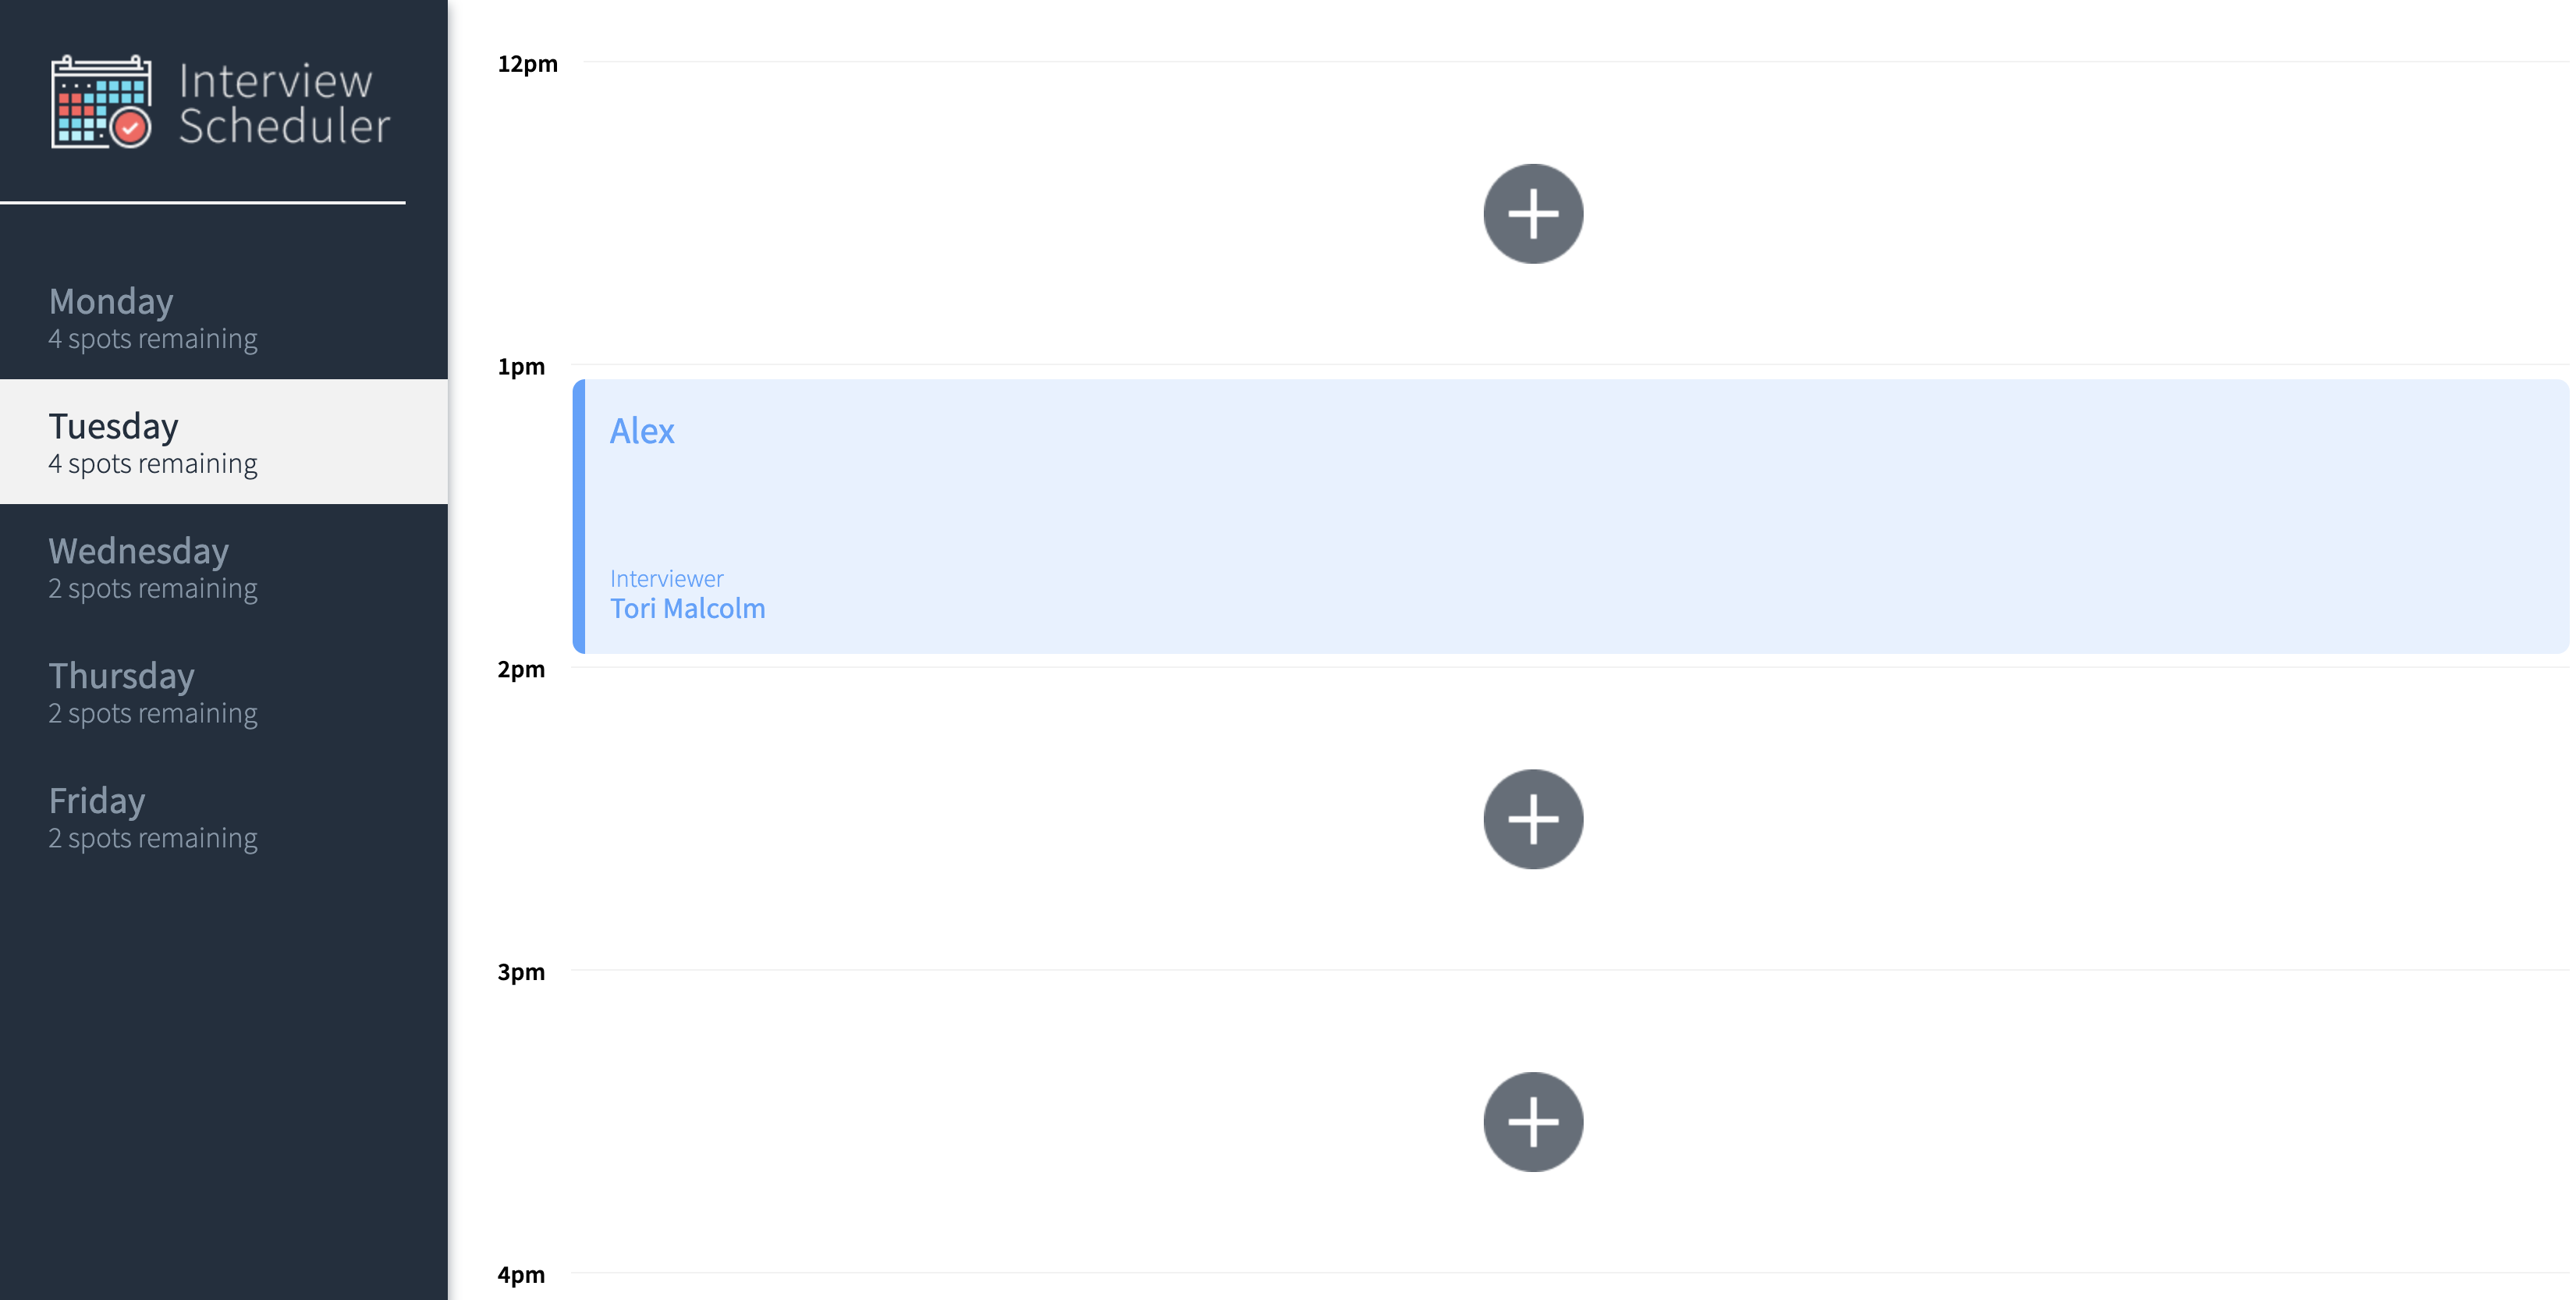 Interview
Scheduler
Monday
4 spots remaining
Tuesday
4 spots remaining
Wednesday
2 spots remaining
Thursday
2 spots remaining
Friday
2 spots remaining
12pm
1pm
Alex
Interviewer
Tori Malcolm
2pm
3pm
4pm